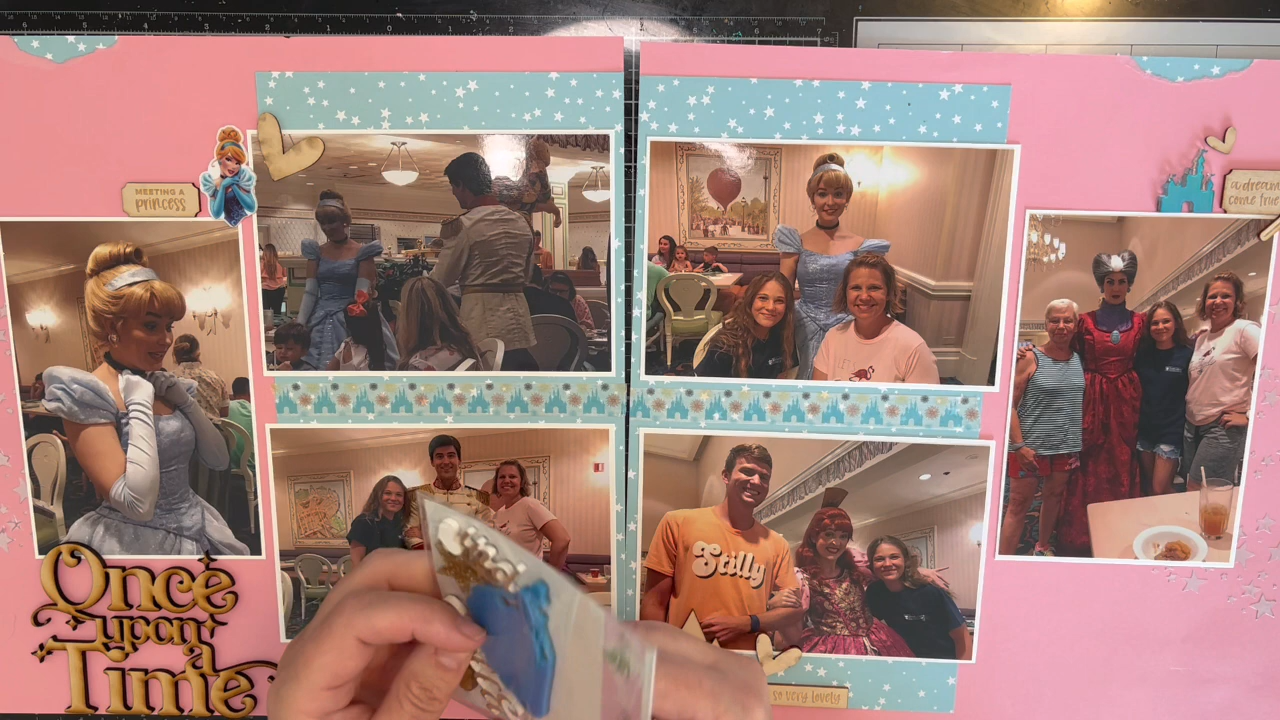 MEETING A
princess
a dream
come true
Once
upon a
Time
Stilly
so very lovely